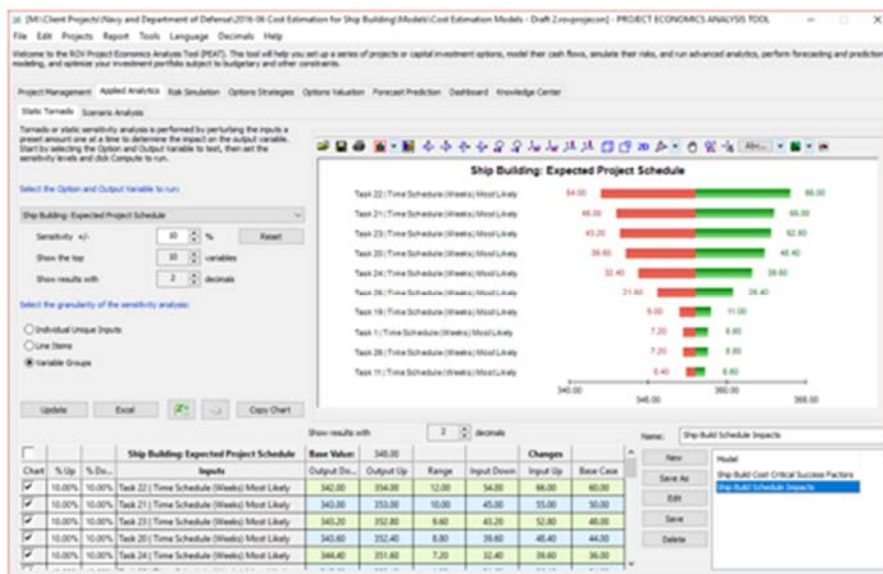 [M:\Client Projects\Navy and Department of Defense\2016-06 Cost Estimation for Ship Building\Models\Cost Estimation Models - Draft 2.rovprojecon] - PROJECT ECONOMICS ANALYSIS TOOL
File Edit Projects Report Tools Language Decimals Help
Welcome to the ROV Project Economics Analysis Tool (PEAT). This tool will help you set up a series of projects or capital investment options, model their cash flows, simulate their risks, and run advanced analytics, perform forecasting and prediction
modeling, and optimize your investment portfolio subject to budgetary and other constraints.
Project Management Applied Analytics Risk Simulation Options Strategies Options Valuation Forecast Prediction Dashboard Knowledge Center
Static Tornado Scenario Analysis
Tornado or static sensitivity analysis is performed by perturbing the inputs a
preset amount one at a time to determine the impact on the output variable.
Start by selecting the Option and Output Variable to test, then set the
sensitivity levels and click Compute to run.
Select the Option and Output Variable to run:
Ship Building: Expected Project Schedule
Sensitivity +/- 10 % Reset
Show the top 10 variables
Show results with 2 decimals
Select the granularity of the sensitivity analysis:
Individual Unique Inputs
Line Items
Variable Groups
Update Excel Copy Chart
2D Abc...
Ship Building: Expected Project Schedule
Task 22 | Time Schedule (Weeks) Most Likely 54.00 66.00
Task 21 | Time Schedule (Weeks) Most Likely
Task 23 | Time Schedule (Weeks) Most Likely 43.20 52.80
Task 20 | Time Schedule (Weeks) Most Likely 39.60 48.40
Task 24 | Time Schedule (Weeks) Most Likely 32.40 39.60
Time Schedule (Weeks) Most Likely 21.60 26.40
Task 19 | Time Schedule (Weeks) Most Likely 9.00 11.00
Task 1 | Time Schedule (Weeks) Most Likely 7.20 8.80
Time Schedule (Weeks) Most Likely 7.20 8.80
Task 11 | Time Schedule (Weeks) Most Likely 5.40 6.60
340.00 360.00
Show results with 2 decimals
Ship Building: Expected Project Schedule Base Value: 348.00 Changes
Chart % Up % Do... Inputs Output Do... Output Up Range Input Down Input Up Base Case
10.00% 10.00% Task 22 | Time Schedule (Weeks) Most Likely 342.00 354.00 12.00 54.00 66.00 60.00
10.00% 10.00% Task 21 | Time Schedule (Weeks) Most Likely 343.00 353.00 10.00 45.00 55.00 50.00
10.00% 10.00% Task 23 | Time Schedule (Weeks) Most Likely 343.20 352.80 9.60 43.20 52.80 48.00
10.00% 10.00% Task 20 | Time Schedule (Weeks) Most Likely 343.60 352.40 8.80 39.60 48.40 44.00
10.00% 10.00% Task 24 | Time Schedule (Weeks) Most Likely 344.40 351.60 7.20 32.40 39.60 36.00
Name: Ship Build Schedule Impacts
New
Save As
Edit
Save
Delete
Model
Ship Build Cost Critical Success Factors
Ship Build Schedule Impacts